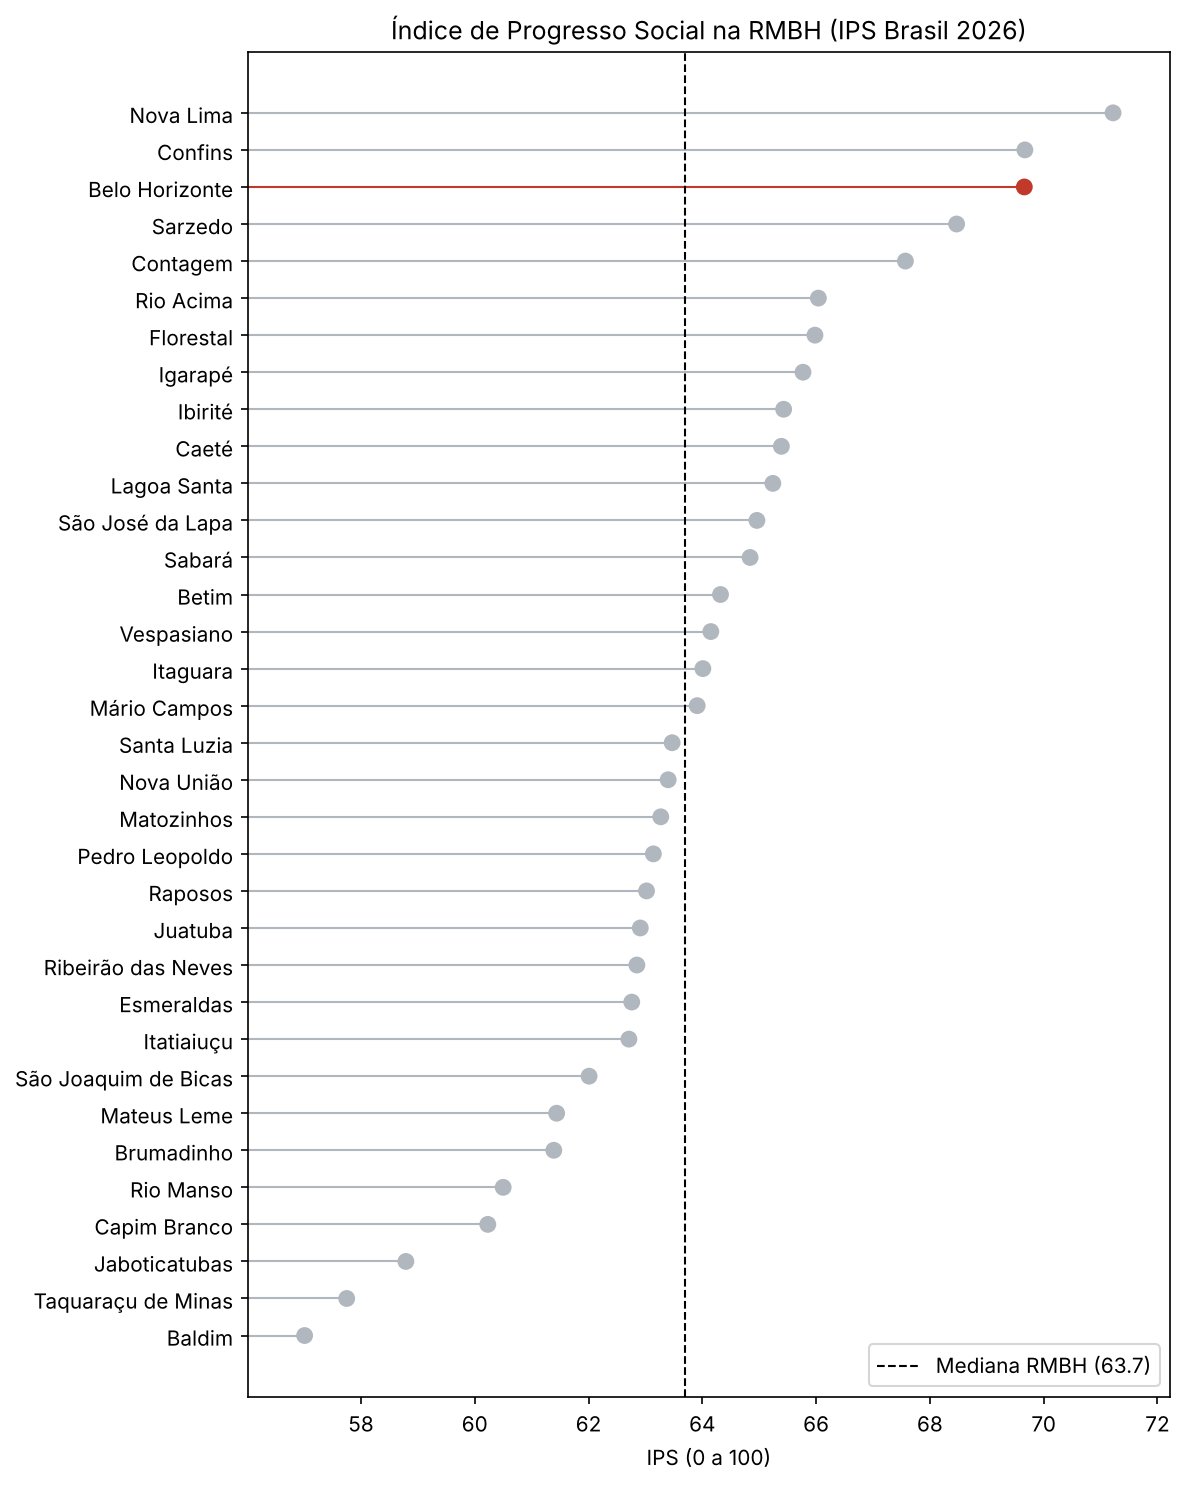 Índice de Progresso Social na RMBH (IPS Brasil 2026)
Nova Lima
Confins
Belo Horizonte
Sarzedo
Contagem
Rio Acima
Florestal
Igarapé
Ibirité
Caeté
Lagoa Santa
São José da Lapa
Sabará
Betim
Vespasiano
Itaguara
Mário Campos
Santa Luzia
Nova União
Matozinhos
Pedro Leopoldo
Raposos
Juatuba
Ribeirão das Neves
Esmeraldas
Itatiaiuçu
São Joaquim de Bicas
Mateus Leme
Brumadinho
Rio Manso
Capim Branco
Jaboticatubas
Taquaraçu de Minas
Baldim
Mediana RMBH (63.7)
58 60 62 64 66 68 70 72
IPS (0 a 100)